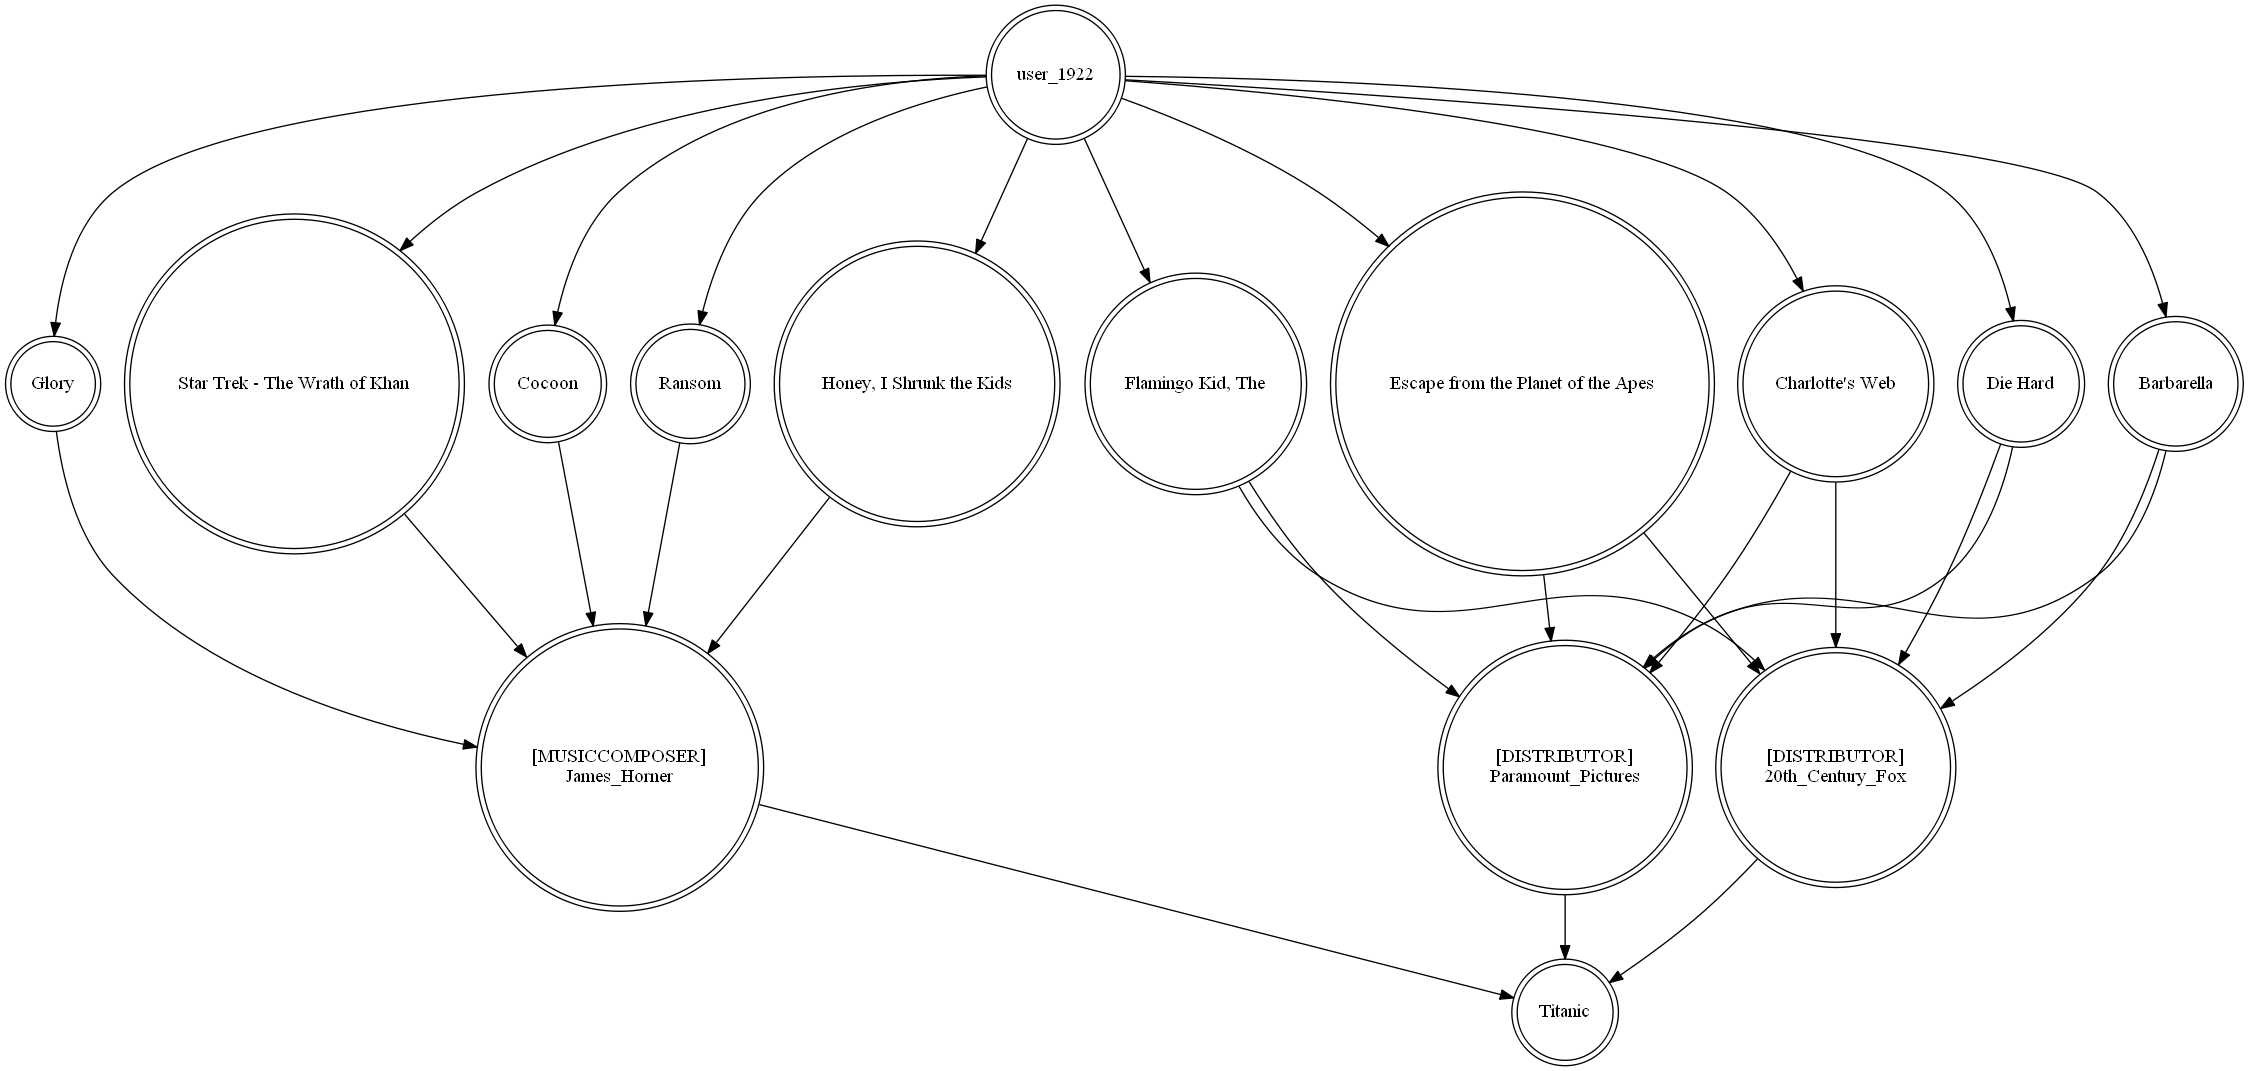 user_1922
Glory
Star Trek - The Wrath of Khan
Cocoon
Ransom
Honey, I Shrunk the Kids
Flamingo Kid, The
Escape from the Planet of the Apes
Charlotte's Web
Die Hard
Barbarella
[MUSICCOMPOSER]
James_Horner
[DISTRIBUTOR]
Paramount_Pictures
[DISTRIBUTOR]
20th_Century_Fox
Titanic